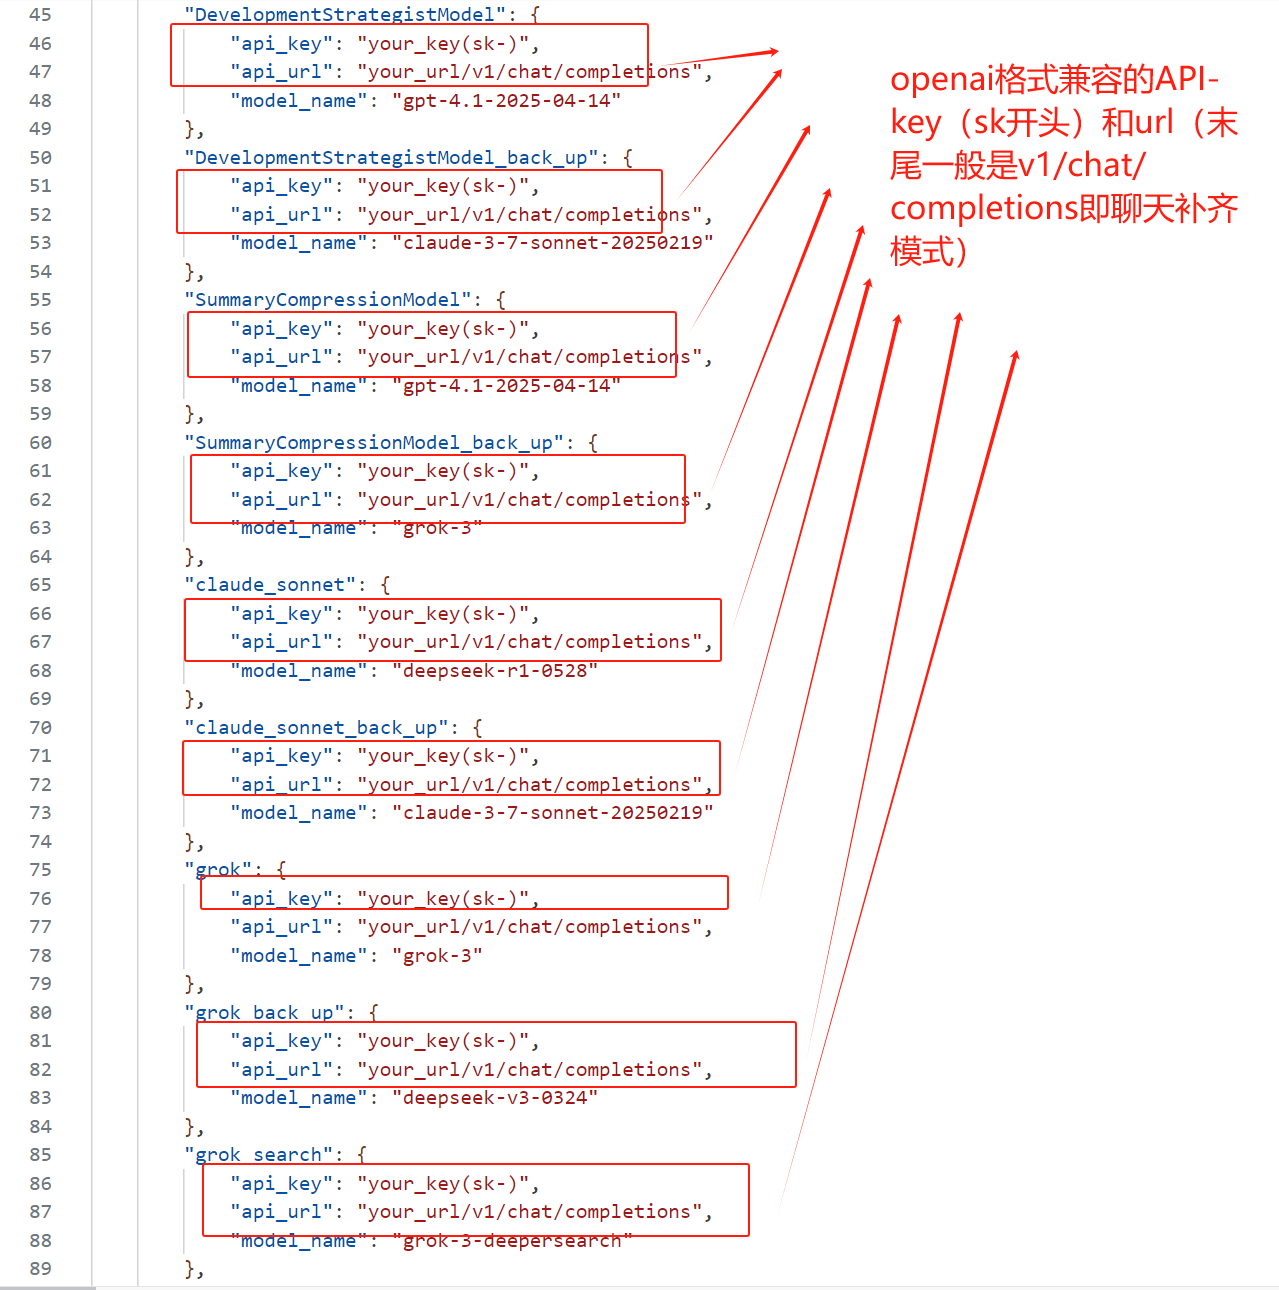 45 "DevelopmentStrategistModel": {
46 "api_key": "your_key(sk-)",
47 "api_url": "your_url/v1/chat/completions",
48 "model_name": "gpt-4.1-2025-04-14"
49 },
50 "DevelopmentStrategistModel_back_up": {
51 "api_key": "your_key(sk-)",
52 "api_url": "your_url/v1/chat/completions",
53 "model_name": "claude-3-7-sonnet-20250219"
54 },
55 "SummaryCompressionModel": {
56 "api_key": "your_key(sk-)",
57 "api_url": "your_url/v1/chat/completions",
58 "model_name": "gpt-4.1-2025-04-14"
59 },
60 "SummaryCompressionModel_back_up": {
61 "api_key": "your_key(sk-)",
62 "api_url": "your_url/v1/chat/completions",
63 "model_name": "grok-3"
64 },
65 "claude_sonnet": {
66 "api_key": "your_key(sk-)",
67 "api_url": "your_url/v1/chat/completions",
68 "model_name": "deepseek-r1-0528"
69 },
70 "claude_sonnet_back_up": {
71 "api_key": "your_key(sk-)",
72 "api_url": "your_url/v1/chat/completions",
73 "model_name": "claude-3-7-sonnet-20250219"
74 },
75 "grok": {
76 "api_key": "your_key(sk-)",
77 "api_url": "your_url/v1/chat/completions",
78 "model_name": "grok-3"
79 },
80 "grok_back_up": {
81 "api_key": "your_key(sk-)",
82 "api_url": "your_url/v1/chat/completions",
83 "model_name": "deepseek-v3-0324"
84 },
85 "grok_search": {
86 "api_key": "your_key(sk-)",
87 "api_url": "your_url/v1/chat/completions",
88 "model_name": "grok-3-deepersearch"
89 },
openai格式兼容的API-
key（sk开头）和url（末
尾一般是v1/chat/
completions即聊天补齐
模式）